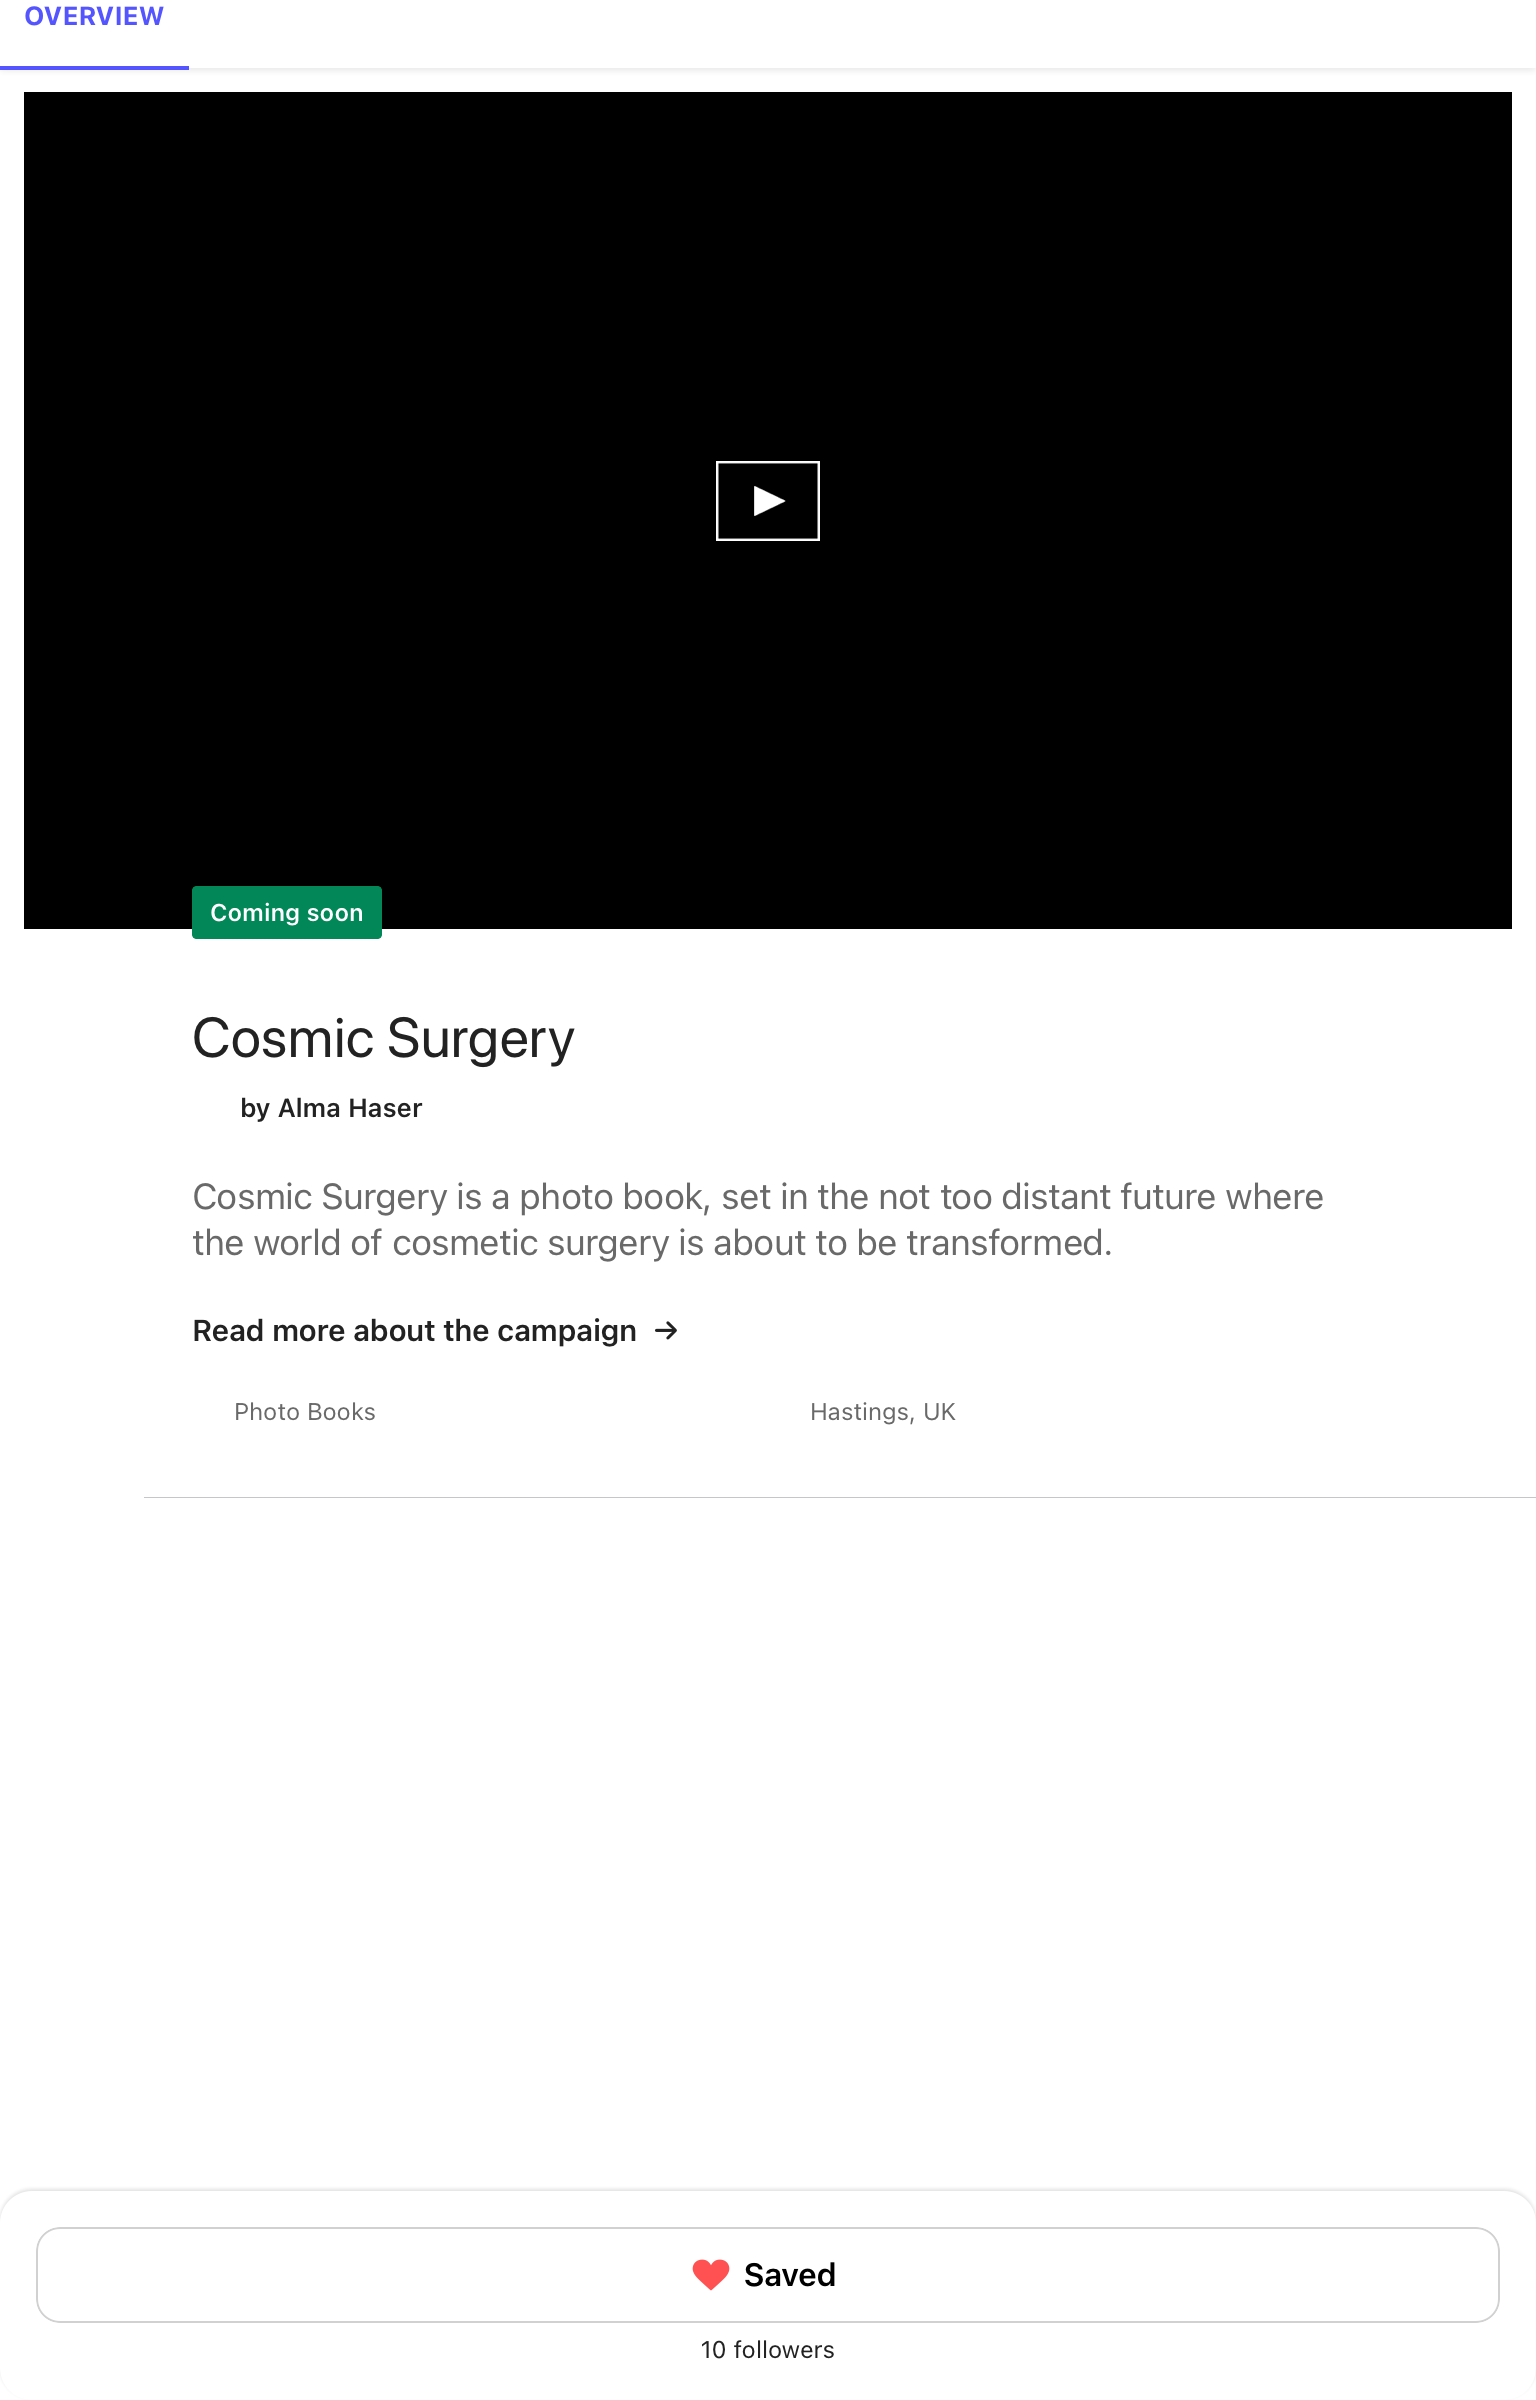 OVERVIEW
Coming soon
Cosmic Surgery
by Alma Haser
Cosmic Surgery is a photo book, set in the not too distant future where
the world of cosmetic surgery is about to be transformed.
Read more about the campaign →
Photo Books
Hastings, UK
Saved
10 followers